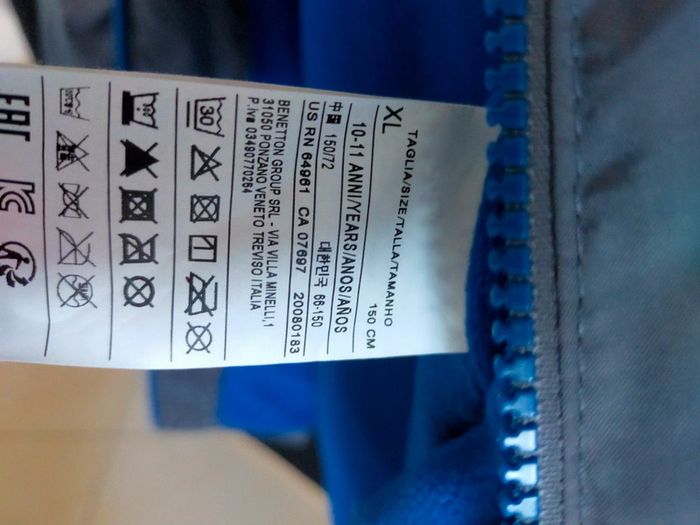 TAGLIA/SIZE/TALLA/TAMANHO
XL 150 CM
10-11 ANNI/YEARS/ANOS/AÑOS
中国 150/72 대한민국 66-150
US RN 64961 CA 07697 20080183
BENETTON GROUP SRL - VIA VILLA MINELLI,1
31050 PONZANO VENETO TREVISO ITALIA
P.iva 03490770264
30
EAC